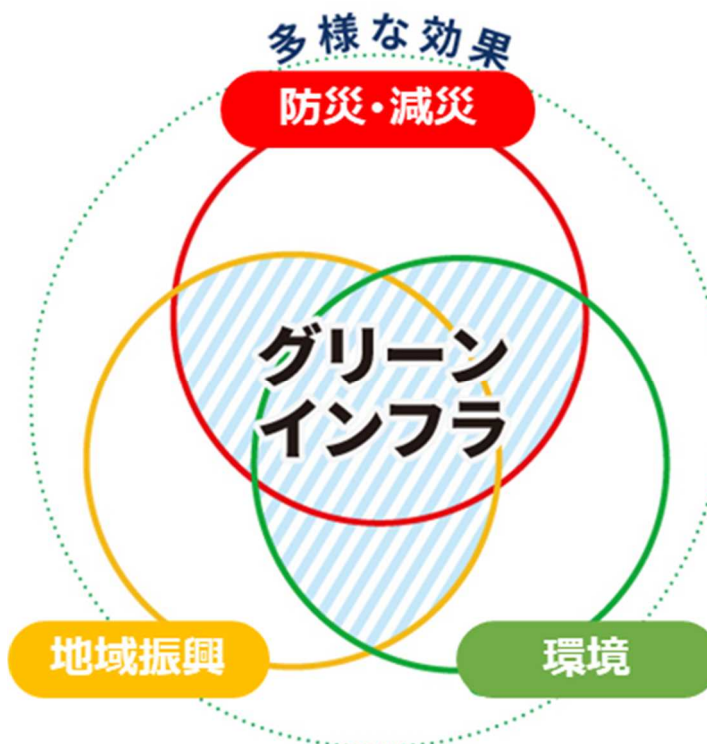 多様な効果
防災・減災
グリーン
インフラ
地域振興
環境